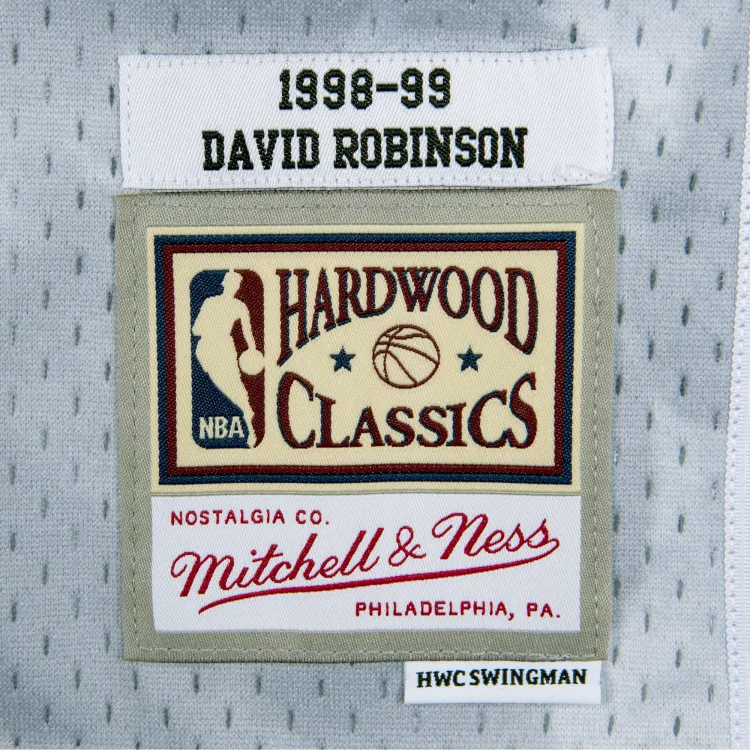 1998-99
DAVID ROBINSON
HARDWOOD
CLASSICS
NBA
NOSTALGIA CO.
Mitchell & Ness
PHILADELPHIA, PA.
HWC SWINGMAN